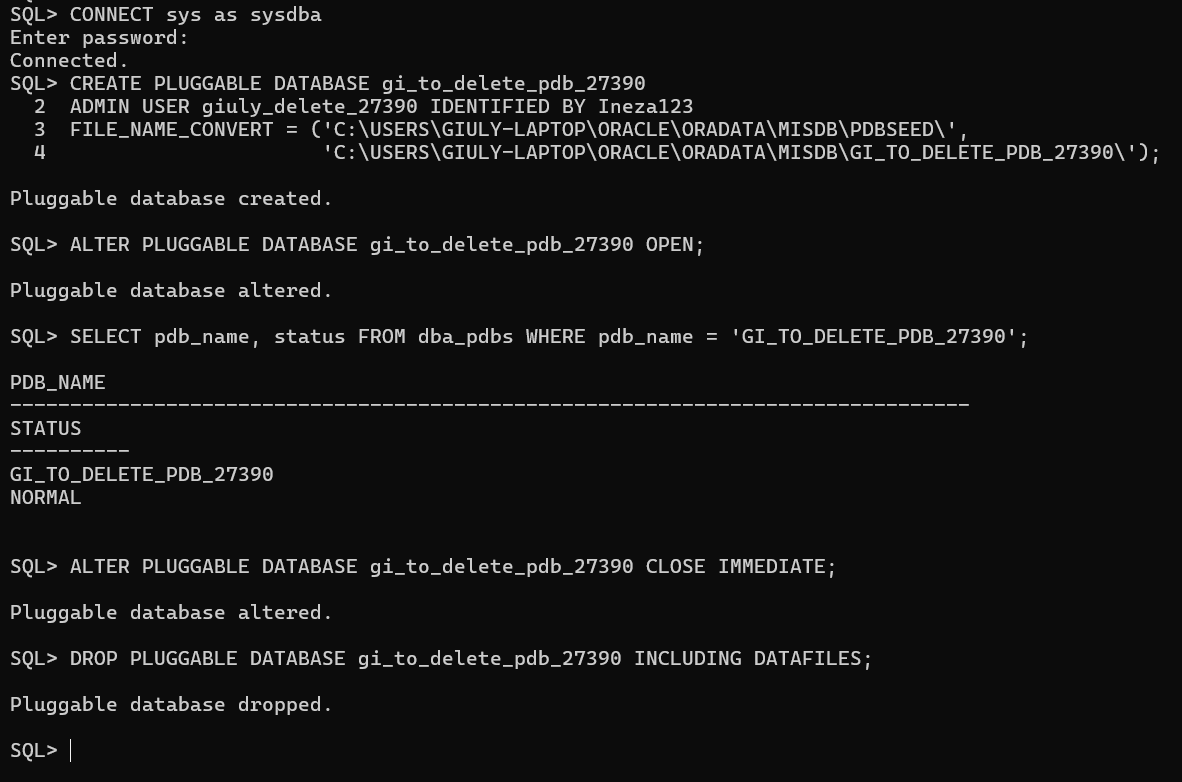 SQL> CONNECT sys as sysdba
Enter password:
Connected.
SQL> CREATE PLUGGABLE DATABASE gi_to_delete_pdb_27390
  2  ADMIN USER giuly_delete_27390 IDENTIFIED BY Ineza123
  3  FILE_NAME_CONVERT = ('C:\USERS\GIULY-LAPTOP\ORACLE\ORADATA\MISDB\PDBSEED\',
  4                       'C:\USERS\GIULY-LAPTOP\ORACLE\ORADATA\MISDB\GI_TO_DELETE_PDB_27390\');
Pluggable database created.
SQL> ALTER PLUGGABLE DATABASE gi_to_delete_pdb_27390 OPEN;
Pluggable database altered.
SQL> SELECT pdb_name, status FROM dba_pdbs WHERE pdb_name = 'GI_TO_DELETE_PDB_27390';
PDB_NAME
--------------------------------------------------------------------------------
STATUS
----------
GI_TO_DELETE_PDB_27390
NORMAL
SQL> ALTER PLUGGABLE DATABASE gi_to_delete_pdb_27390 CLOSE IMMEDIATE;
Pluggable database altered.
SQL> DROP PLUGGABLE DATABASE gi_to_delete_pdb_27390 INCLUDING DATAFILES;
Pluggable database dropped.
SQL>